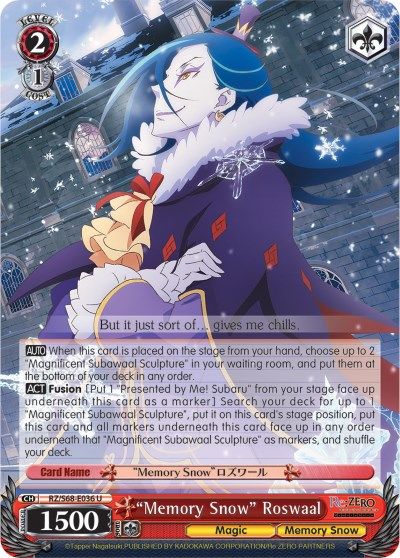 LEVEL
2
1
COST
But it just sort of... gives me chills.
AUTO When this card is placed on the stage from your hand, choose up to 2
"Magnificent Subawaal Sculpture" in your waiting room, and put them at
the bottom of your deck in any order.
ACT Fusion [Put 1 "Presented by Me! Subaru" from your stage face up
underneath this card as a marker] Search your deck for up to 1
"Magnificent Subawaal Sculpture", put it on this card's stage position, put
this card and all markers underneath this card face up in any order
underneath that "Magnificent Subawaal Sculpture" as markers, and shuffle
your deck.
Card Name "Memory Snow"ロズワール
CH RZ/S68-E036 U
POWER 1500 SOUL "Memory Snow" Roswaal Re:ZERO
Magic Memory Snow
©Tappei Nagatsuki,PUBLISHED BY KADOKAWA CORPORATION/Re:ZERO PARTNERS